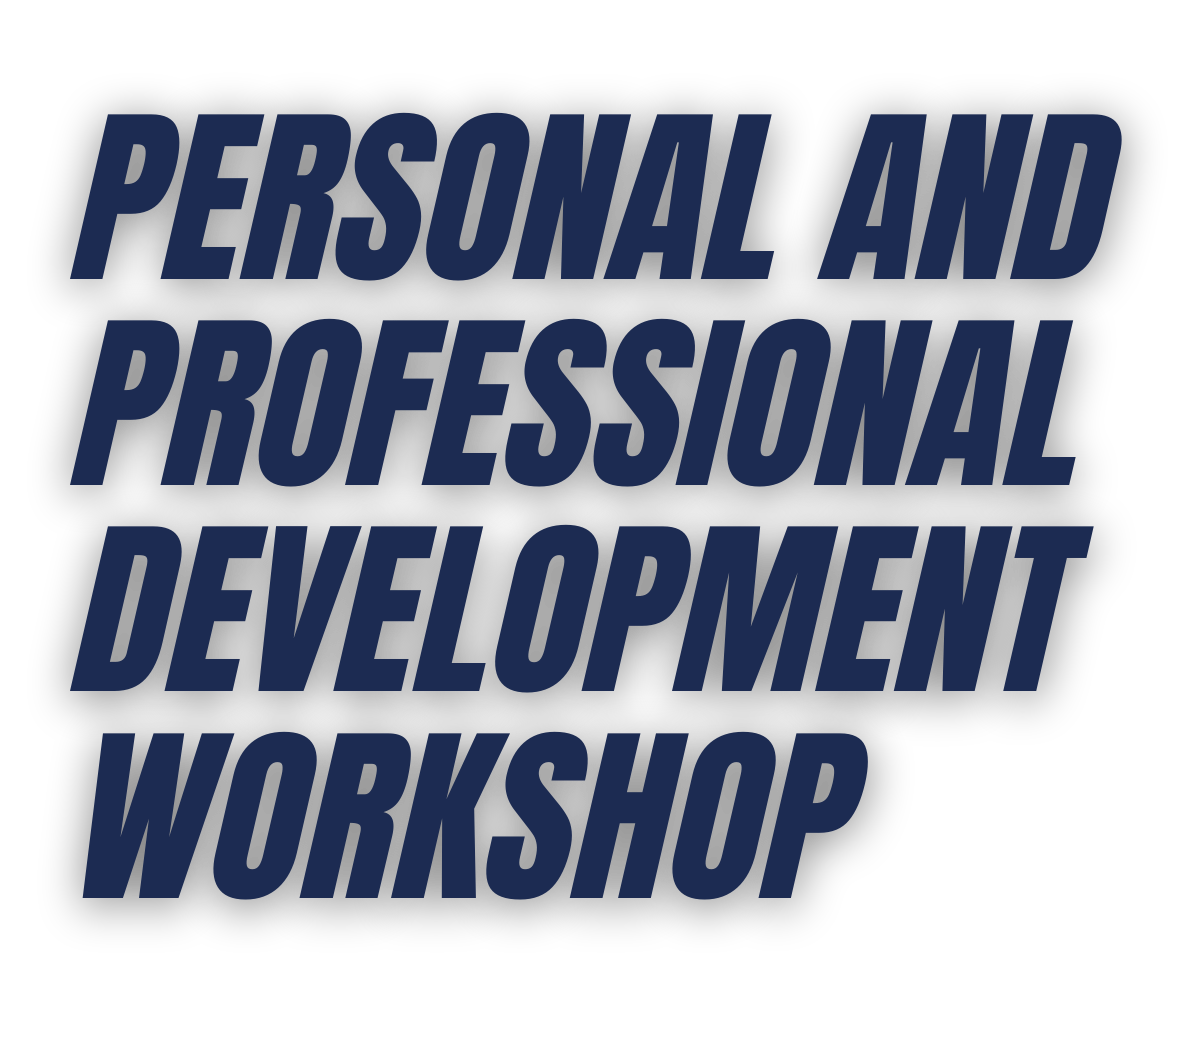 PERSONAL AND
PROFESSIONAL
DEVELOPMENT
WORKSHOP